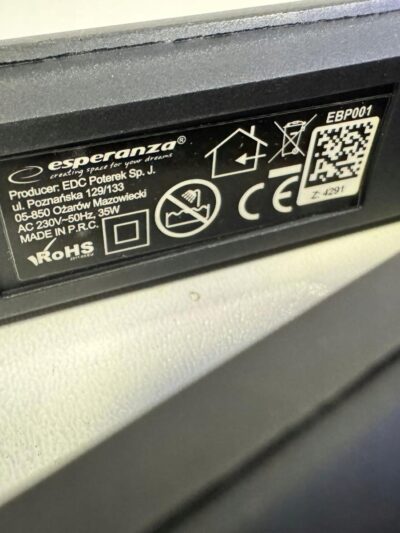 EBP001
esperanza®
creating space for your dreams
Producer: EDC Poterek Sp. J.
ul. Poznańska 129/133
05-850 Ożarów Mazowiecki
AC 230V~50Hz, 35W
MADE IN P.R.C.
CE
Z: 4291
RoHS